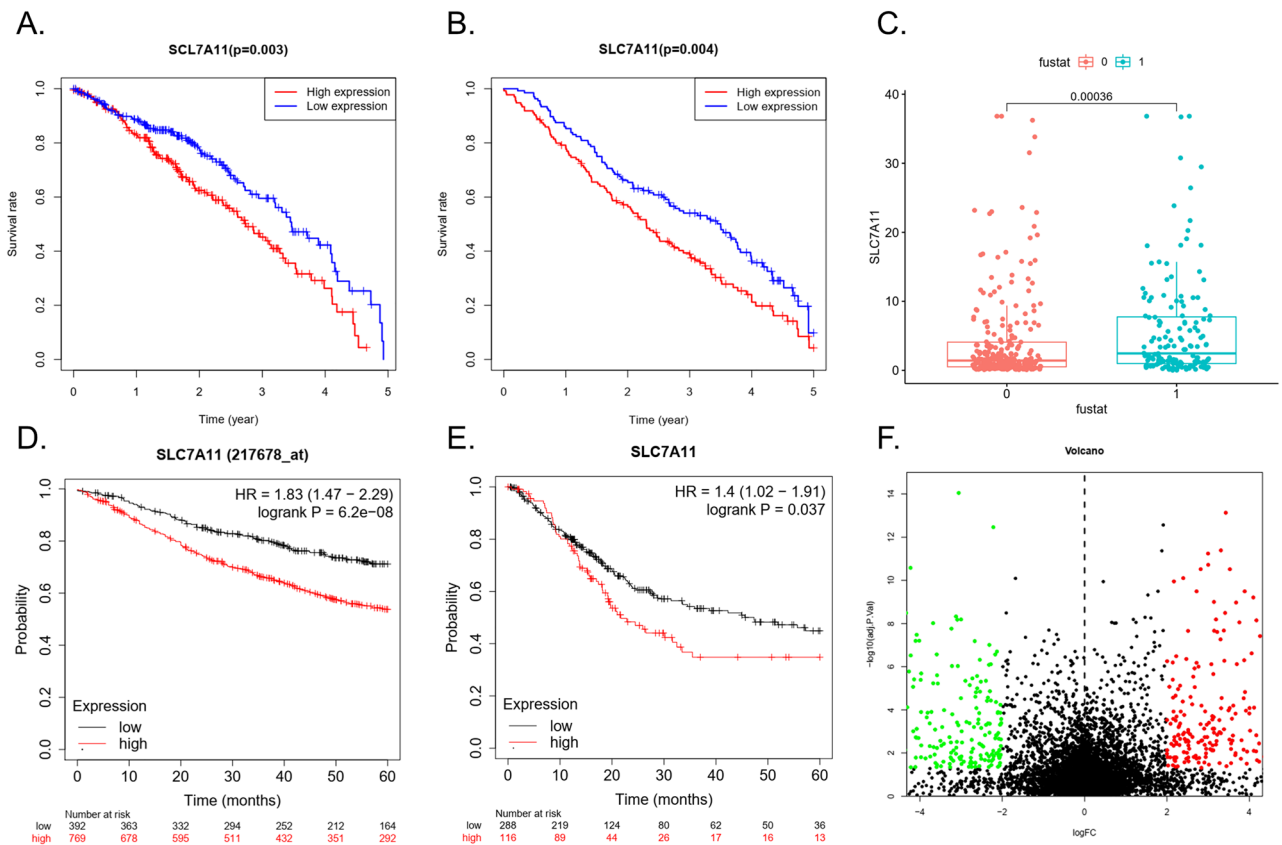 A.
SCL7A11(p=0.003)
High expression
Low expression
Survival rate
0.0 0.2 0.4 0.6 0.8 1.0
0 1 2 3 4 5
Time (year)
B.
SLC7A11(p=0.004)
High expression
Low expression
Survival rate
0.0 0.2 0.4 0.6 0.8 1.0
0 1 2 3 4 5
Time (year)
C.
fustat 0 1
0.00036
SLC7A11
40
30
20
10
0
0 1
fustat
D.
SLC7A11 (217678_at)
HR = 1.83 (1.47 − 2.29)
logrank P = 6.2e−08
Probability
0.0 0.2 0.4 0.6 0.8 1.0
Expression
low
high
0 10 20 30 40 50 60
Time (months)
Number at risk
low 392 363 332 294 252 212 164
high 769 678 595 511 432 351 292
E.
SLC7A11
HR = 1.4 (1.02 − 1.91)
logrank P = 0.037
Probability
0.0 0.2 0.4 0.6 0.8 1.0
Expression
low
high
0 10 20 30 40 50 60
Time (months)
Number at risk
low 288 219 124 80 62 50 36
high 116 89 44 26 17 16 13
F.
Volcano
−log10(adj.P.Val)
14
12
10
8
6
4
2
0
−4 −2 0 2 4
logFC